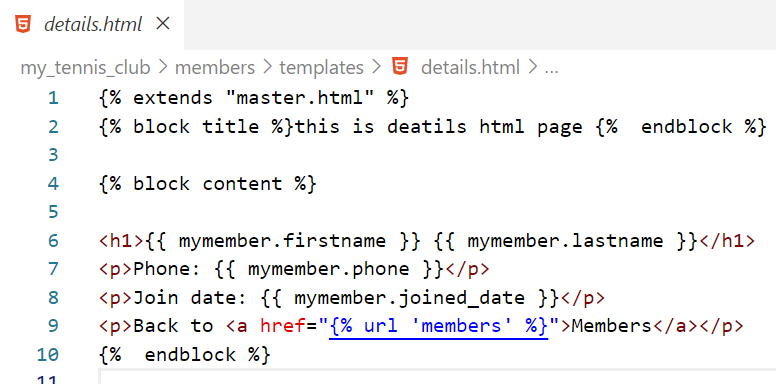 details.html ×
my_tennis_club > members > templates > details.html > ...
1 {% extends "master.html" %}
2 {% block title %}this is deatils html page {%  endblock %}
3
4 {% block content %}
5
6 <h1>{{ mymember.firstname }} {{ mymember.lastname }}</h1>
7 <p>Phone: {{ mymember.phone }}</p>
8 <p>Join date: {{ mymember.joined_date }}</p>
9 <p>Back to <a href="{% url 'members' %}">Members</a></p>
10 {%  endblock %}
11